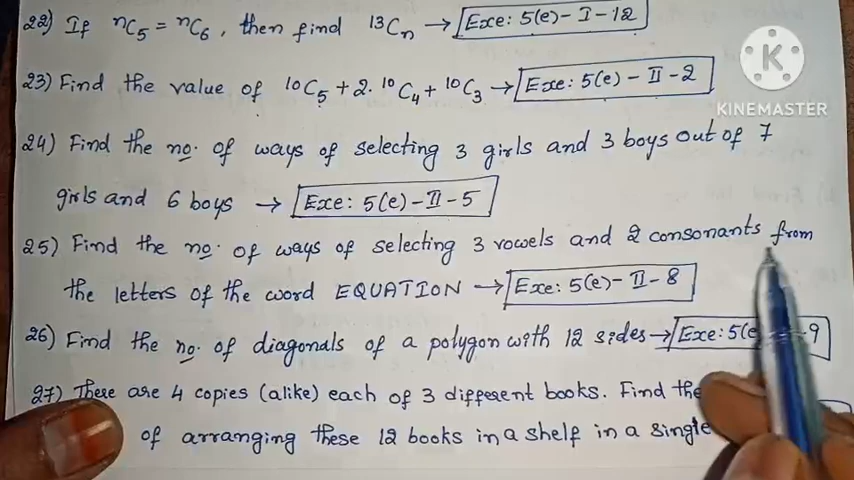 22) If ⁿC₅ = ⁿC₆, then find ¹³Cₙ → Exe: 5(e)-I-12
K
KINEMASTER
23) Find the value of ¹⁰C₅ + 2.¹⁰C₄ + ¹⁰C₃ → Exe: 5(e)-II-2
24) Find the no. of ways of selecting 3 girls and 3 boys out of 7
girls and 6 boys → Exe: 5(e)-II-5
25) Find the no. of ways of selecting 3 vowels and 2 consonants from
the letters of the word EQUATION → Exe: 5(e)-II-8
26) Find the no. of diagonals of a polygon with 12 sides → Exe: 5(e 9
27) There are 4 copies (alike) each of 3 different books. Find the
of arranging these 12 books in a shelf in a single